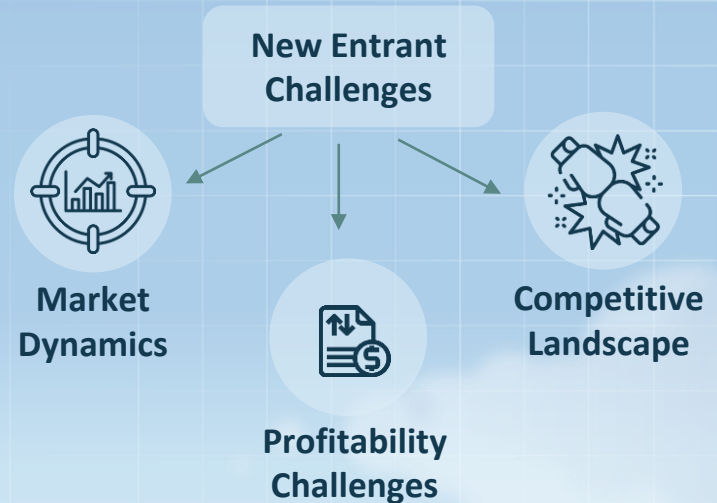 New Entrant
Challenges
Market
Dynamics
Competitive
Landscape
$
Profitability
Challenges